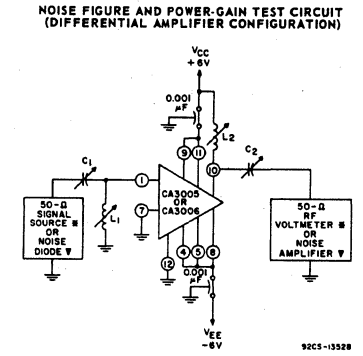 NOISE FIGURE AND POWER-GAIN TEST CIRCUIT
(DIFFERENTIAL AMPLIFIER CONFIGURATION)
VCC
+6V
0.001
µF
L2
C1
C2
9
11
10
1
CA3005
OR
CA3006
7
L1
50-Ω
SIGNAL
SOURCE ※
OR
NOISE
DIODE ▼
50-Ω
RF
VOLTMETER ※
OR
NOISE
AMPLIFIER ▼
12
4
5
8
0.001
µF
VEE
-6V
92CS-13528